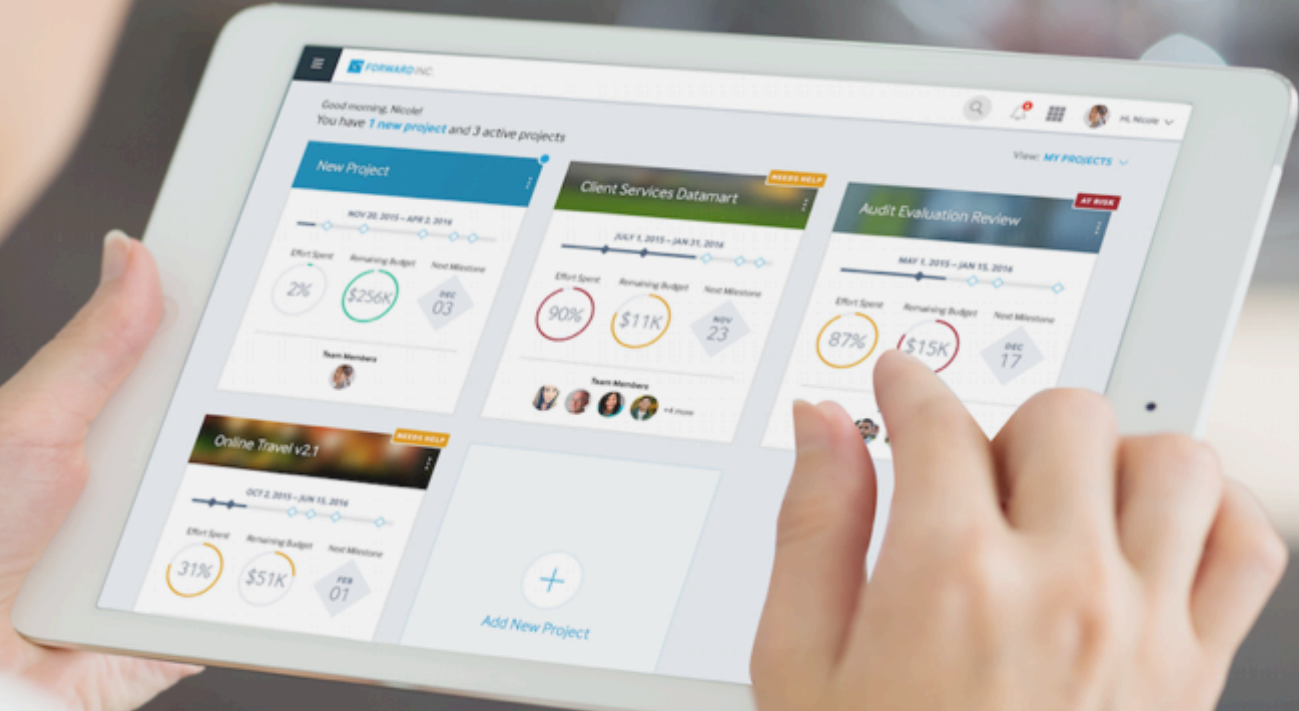 FORWARD INC.
Good morning, Nicole!
You have 1 new project and 3 active projects
Hi, Nicole
View: MY PROJECTS
New Project
NOV 20, 2015 – APR 2, 2016
Effort Spent
Remaining Budget
Next Milestone
2%
$256K
DEC
03
Team Members
NEEDS HELP
Client Services Datamart
JULY 1, 2015 – JAN 31, 2016
Effort Spent
Remaining Budget
Next Milestone
90%
$11K
NOV
23
Team Members
+4 more
AT RISK
Audit Evaluation Review
MAY 1, 2015 – JAN 15, 2016
Effort Spent
Remaining Budget
Next Milestone
87%
$15K
DEC
17
NEEDS HELP
Online Travel v2.1
OCT 2, 2015 – JUN 15, 2016
Effort Spent
Remaining Budget
Next Milestone
31%
$51K
FEB
01
Add New Project